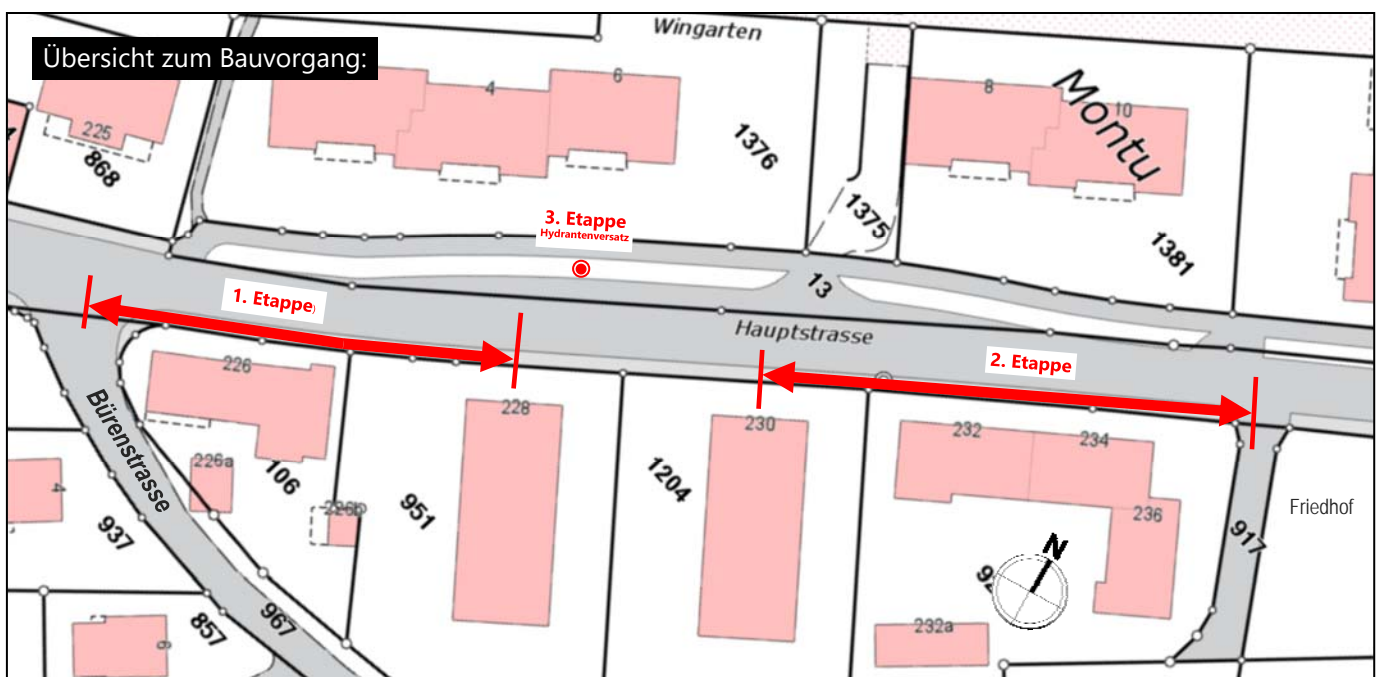 Übersicht zum Bauvorgang:
Wingarten
225
868
4
6
1376
8
10
Montu
1375
1381
3. Etappe
Hydrantenversatz
1. Etappe)
13
Hauptstrasse
2. Etappe
226
228
230
232
234
Bürenstrasse
226a
106
226b
951
1204
236
4
937
Friedhof
917
N
967
857
6
232a